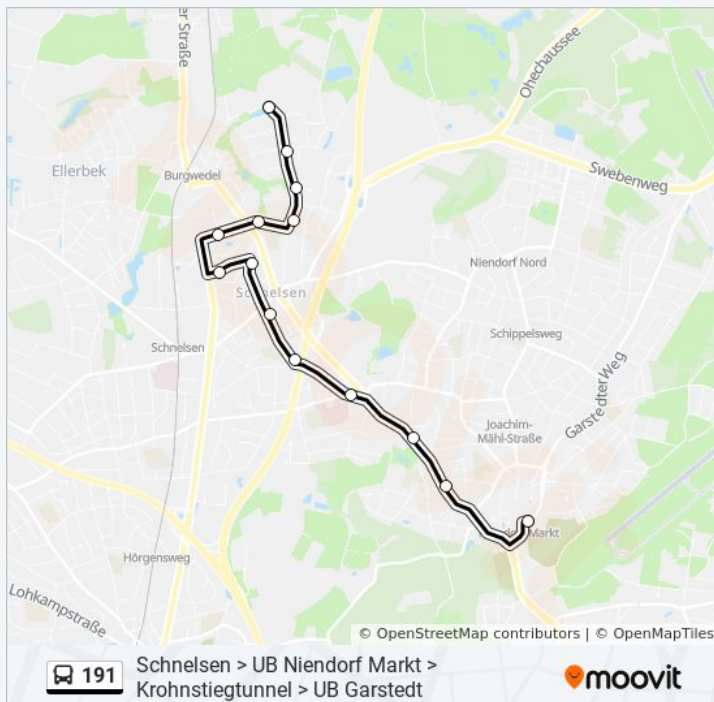 er Straße
Ohechaussee
Ellerbek
Burgwedel
Swebenweg
Niendorf Nord
Schnelsen
Schippelsweg
Schnelsen
Garstedter Weg
Joachim-
Mähl-Straße
Markt
Hörgensweg
Lohkampstraße
© OpenStreetMap contributors | © OpenMapTiles
191
Schnelsen > UB Niendorf Markt >
Krohnstiegtunnel > UB Garstedt
moovit